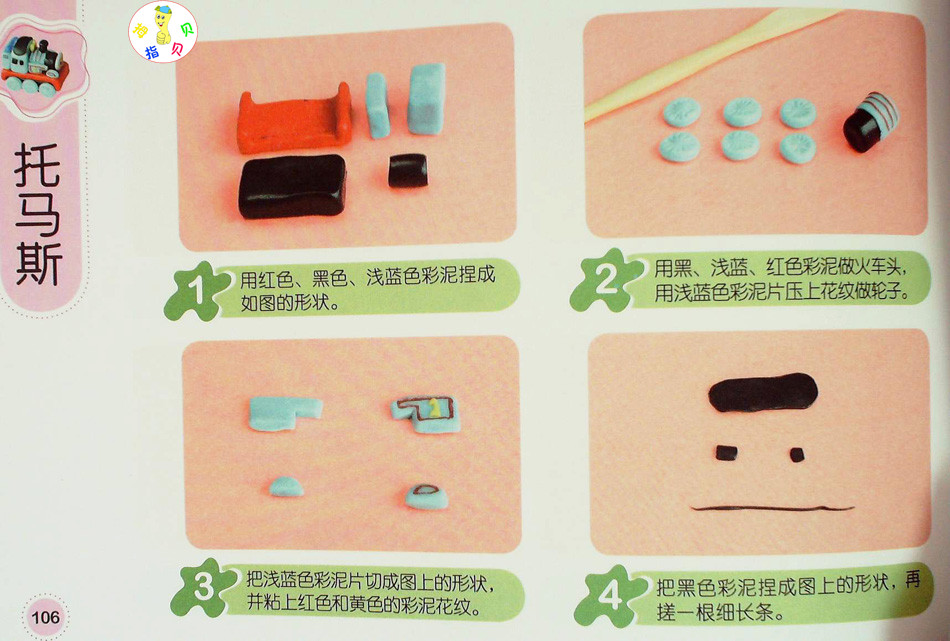 指贝
指贝
托马斯
1
用红色、黑色、浅蓝色彩泥捏成
如图的形状。
2
用黑、浅蓝、红色彩泥做火车头,
用浅蓝色彩泥片压上花纹做轮子。
1
3
把浅蓝色彩泥片切成图上的形状,
并粘上红色和黄色的彩泥花纹。
4
把黑色彩泥捏成图上的形状,再
搓一根细长条。
106